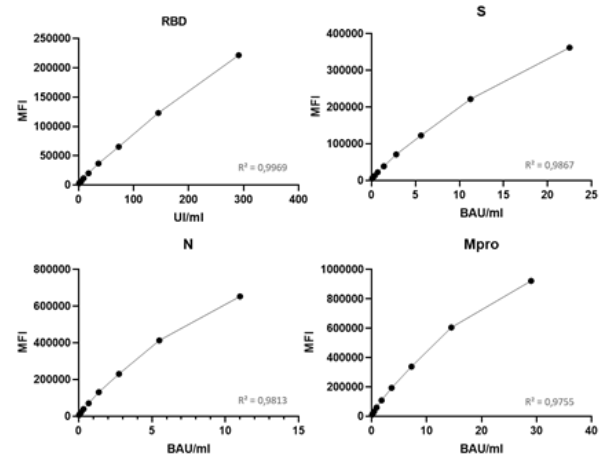 RBD
250000
200000
150000
100000
50000
0
MFI
0 100 200 300 400
UI/ml
R² = 0,9969
S
400000
300000
200000
100000
0
MFI
0 5 10 15 20 25
BAU/ml
R² = 0,9867
N
800000
600000
400000
200000
0
MFI
0 5 10 15
BAU/ml
R² = 0,9813
Mpro
1000000
800000
600000
400000
200000
0
MFI
0 10 20 30 40
BAU/ml
R² = 0,9755